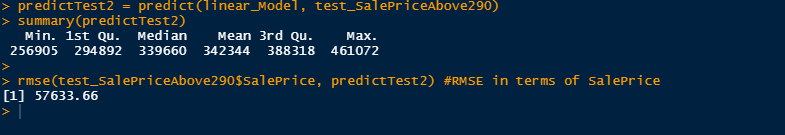 > predictTest2 = predict(linear_Model, test_SalePriceAbove290)
> summary(predictTest2)
   Min. 1st Qu.  Median    Mean 3rd Qu.    Max.
 256905  294892  339660  342344  388318  461072
>
> rmse(test_SalePriceAbove290$SalePrice, predictTest2) #RMSE in terms of SalePrice
[1] 57633.66
>